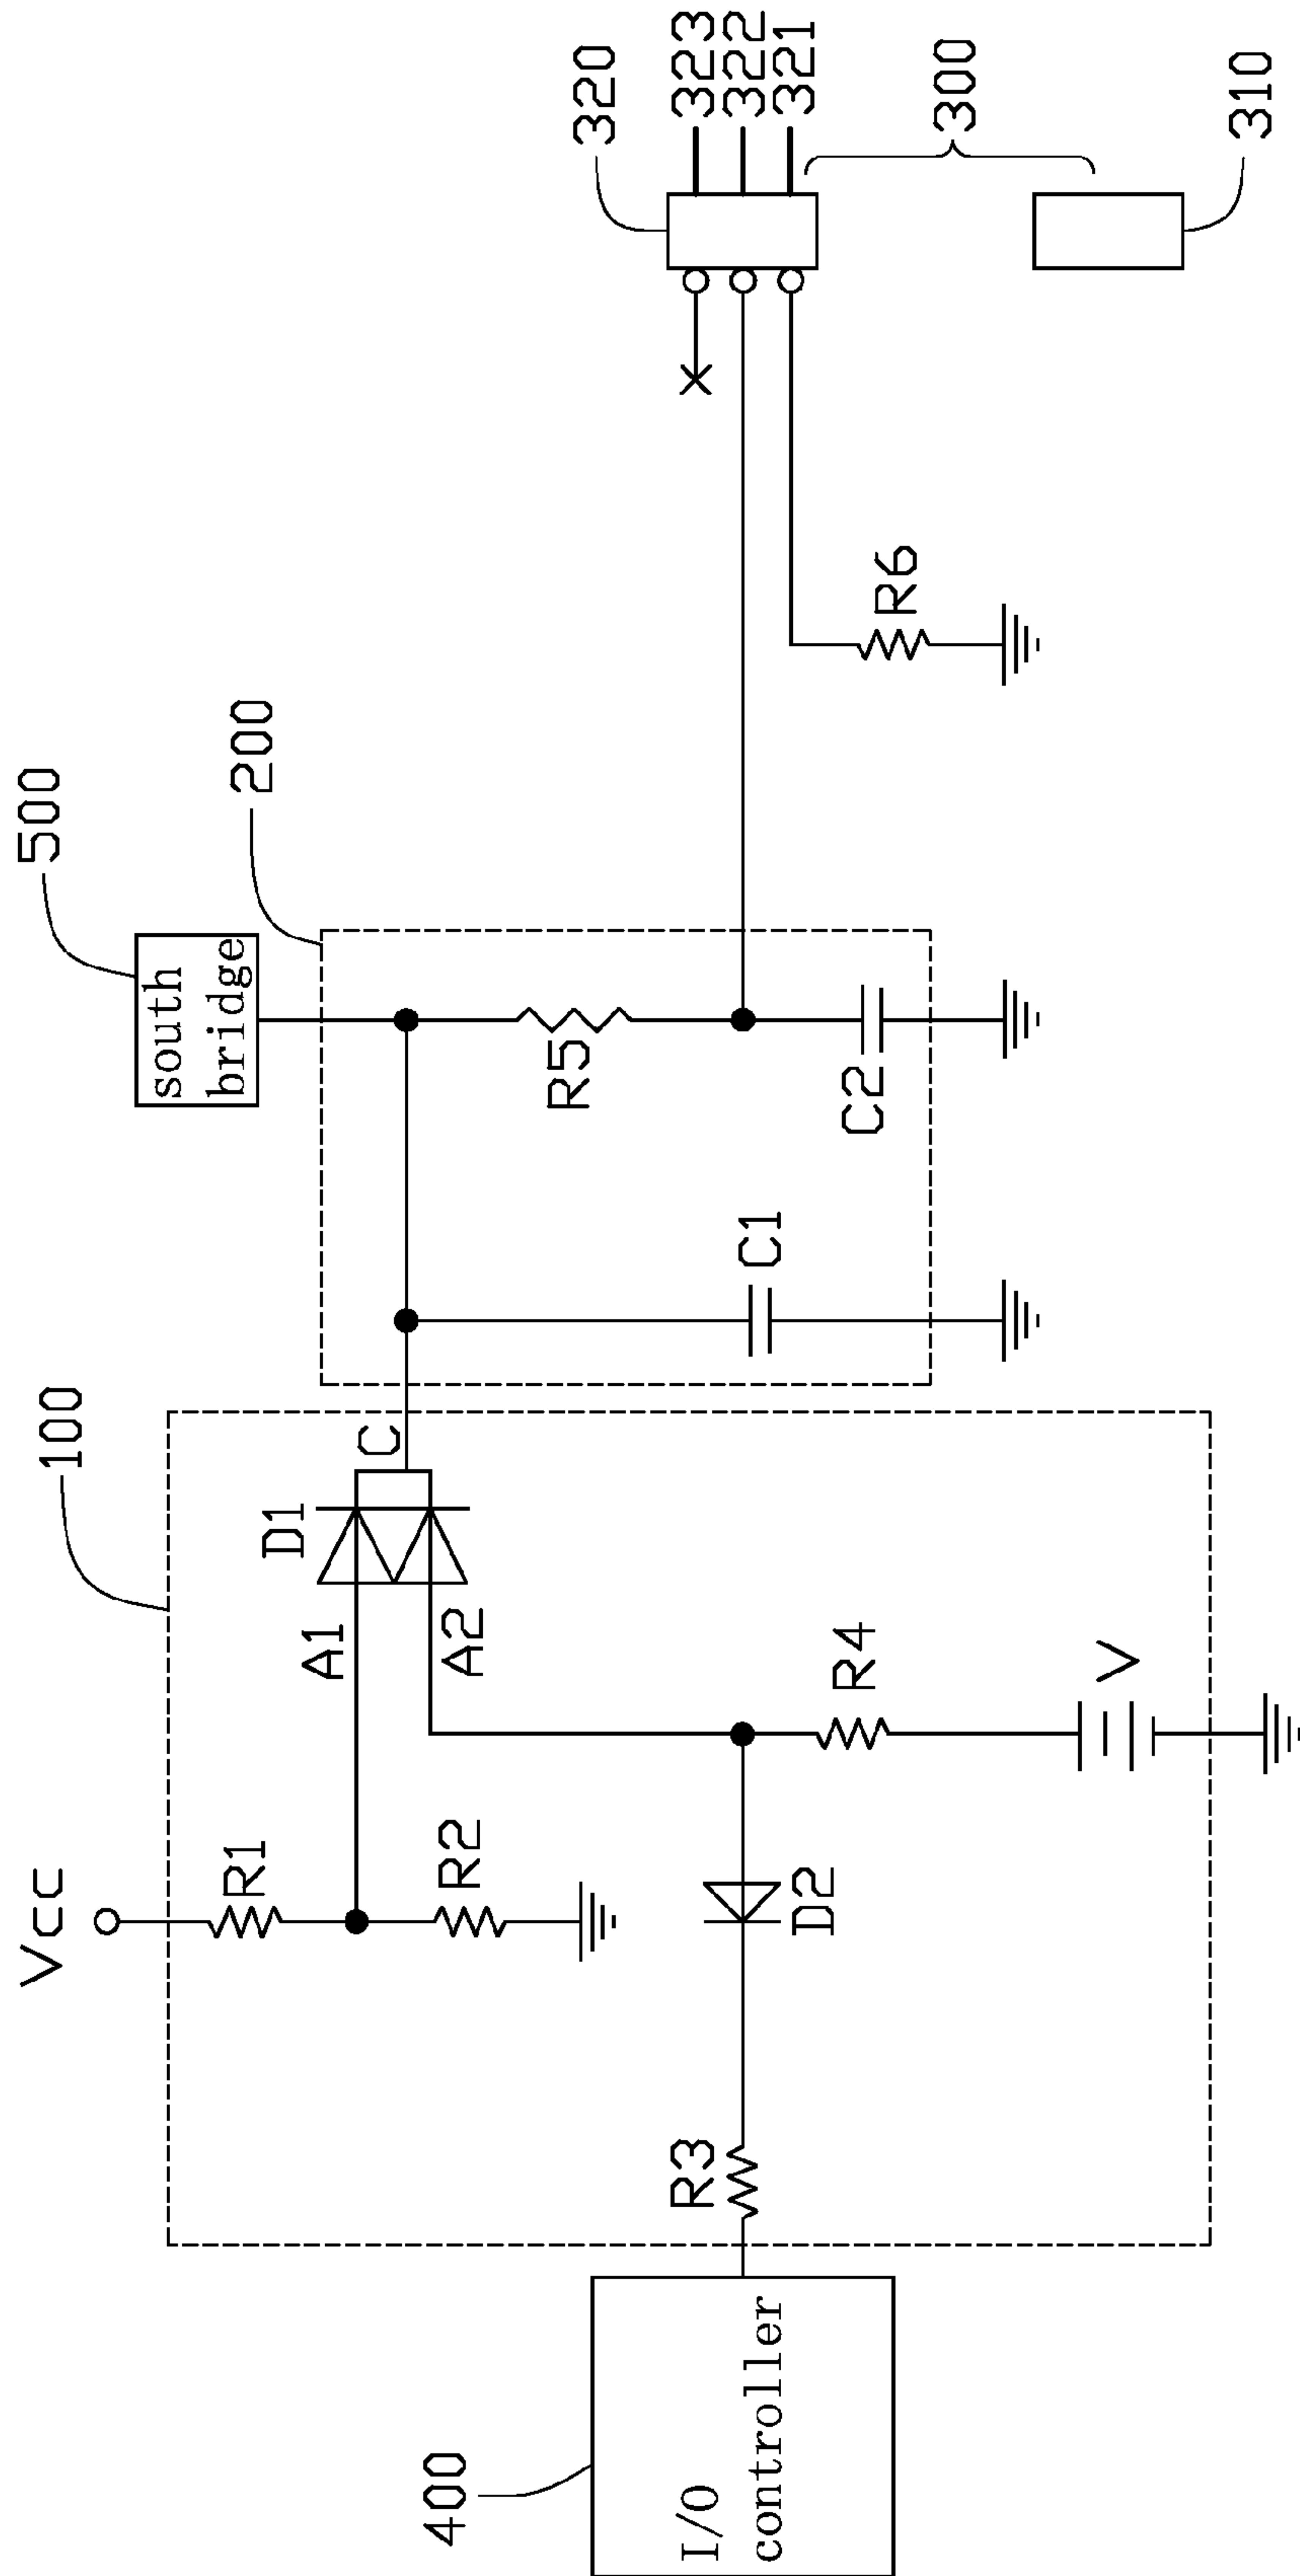 400
I/O
controller
R3
Vcc
R1
R2
D2
A1
A2
D1
C
R4
V
100
C1
200
500
south
bridge
R5
C2
R6
X
320
323
322
321
300
310